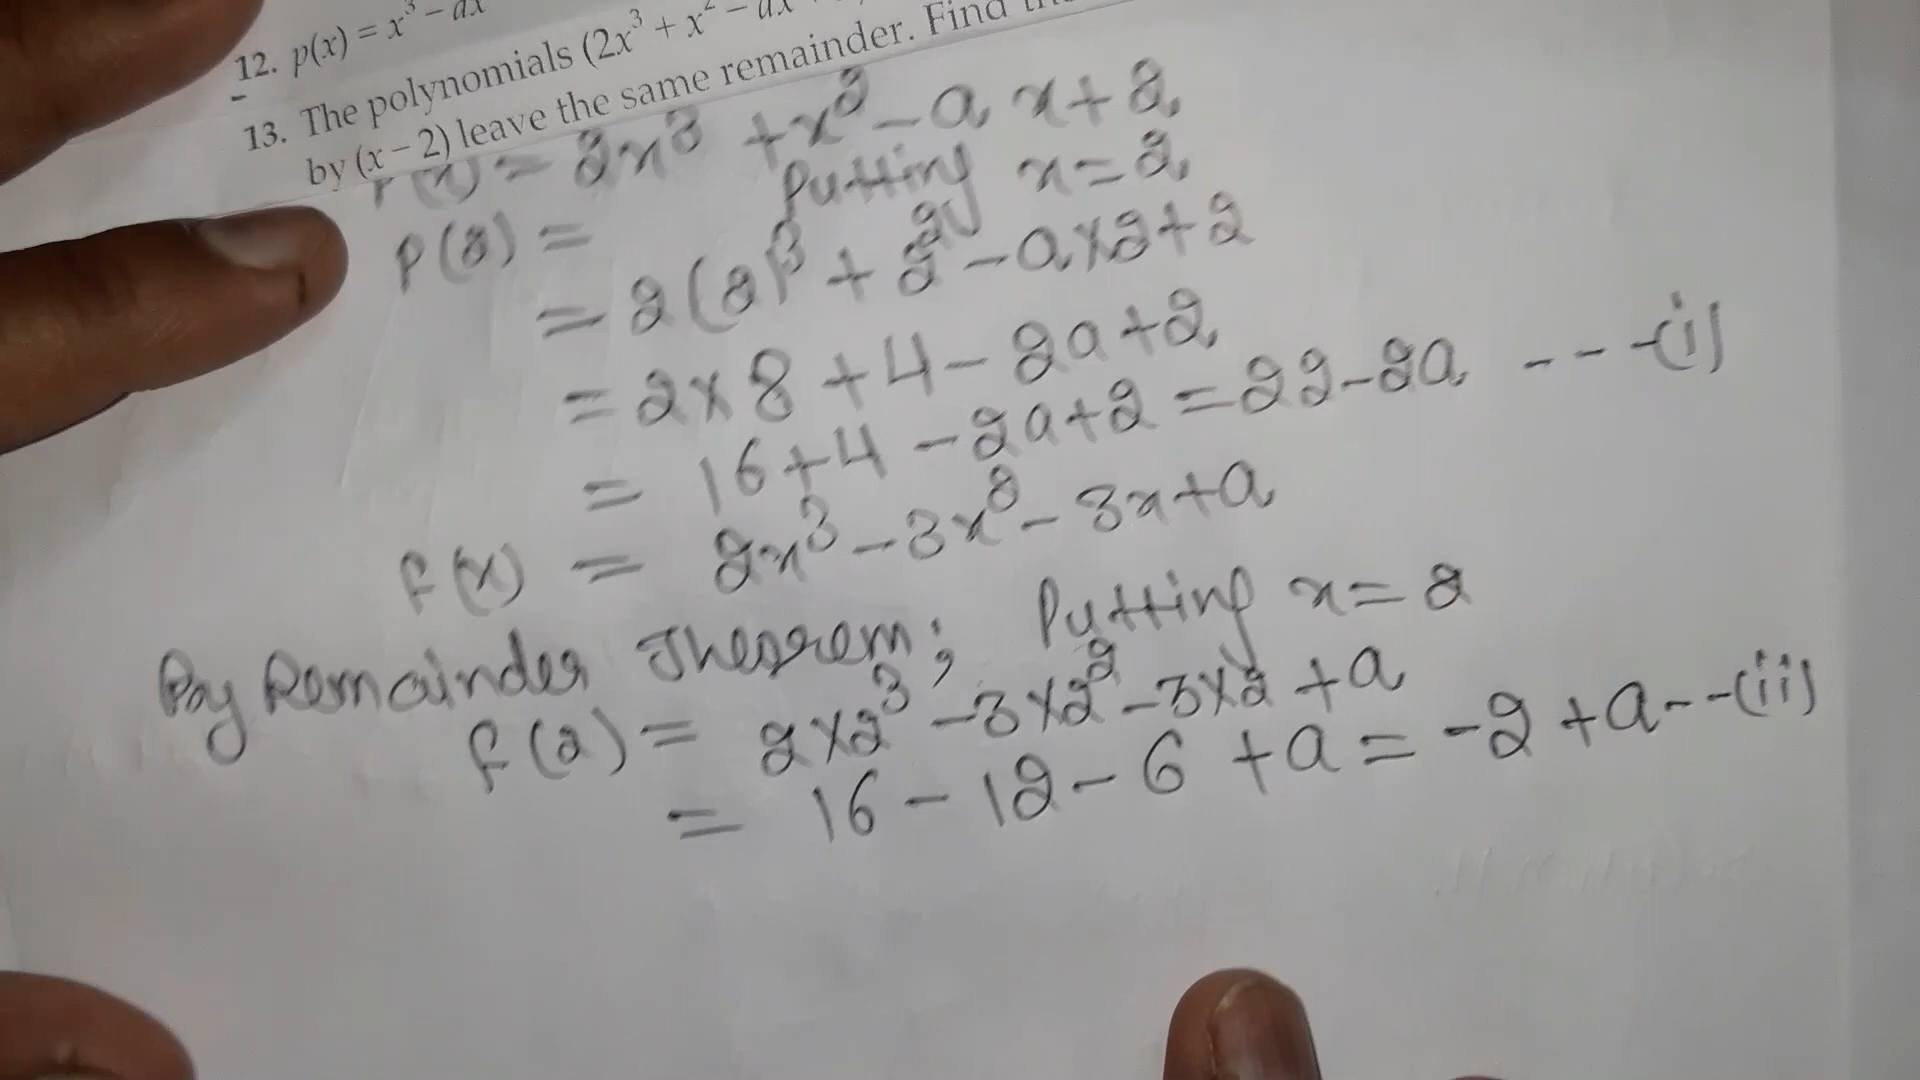 12. p(x) = x³ – ax
13. The polynomials (2x³ + x² – ax
by (x – 2) leave the same remainder. Find
P(x) = 2x³ + x² - a x + 2
Putting x = 2
P(2) =
= 2(2)³ + 2² - a×2 + 2
= 2×8 + 4 - 2a + 2
= 16 + 4 - 2a + 2 = 22 - 2a ---(i)
f(x) = 2x³ - 3x² - 3x + a
By Remainder Theorem; Putting x = 2
f(2) = 2×2³ - 3×2² - 3×2 + a
= 16 - 12 - 6 + a = -2 + a --(ii)